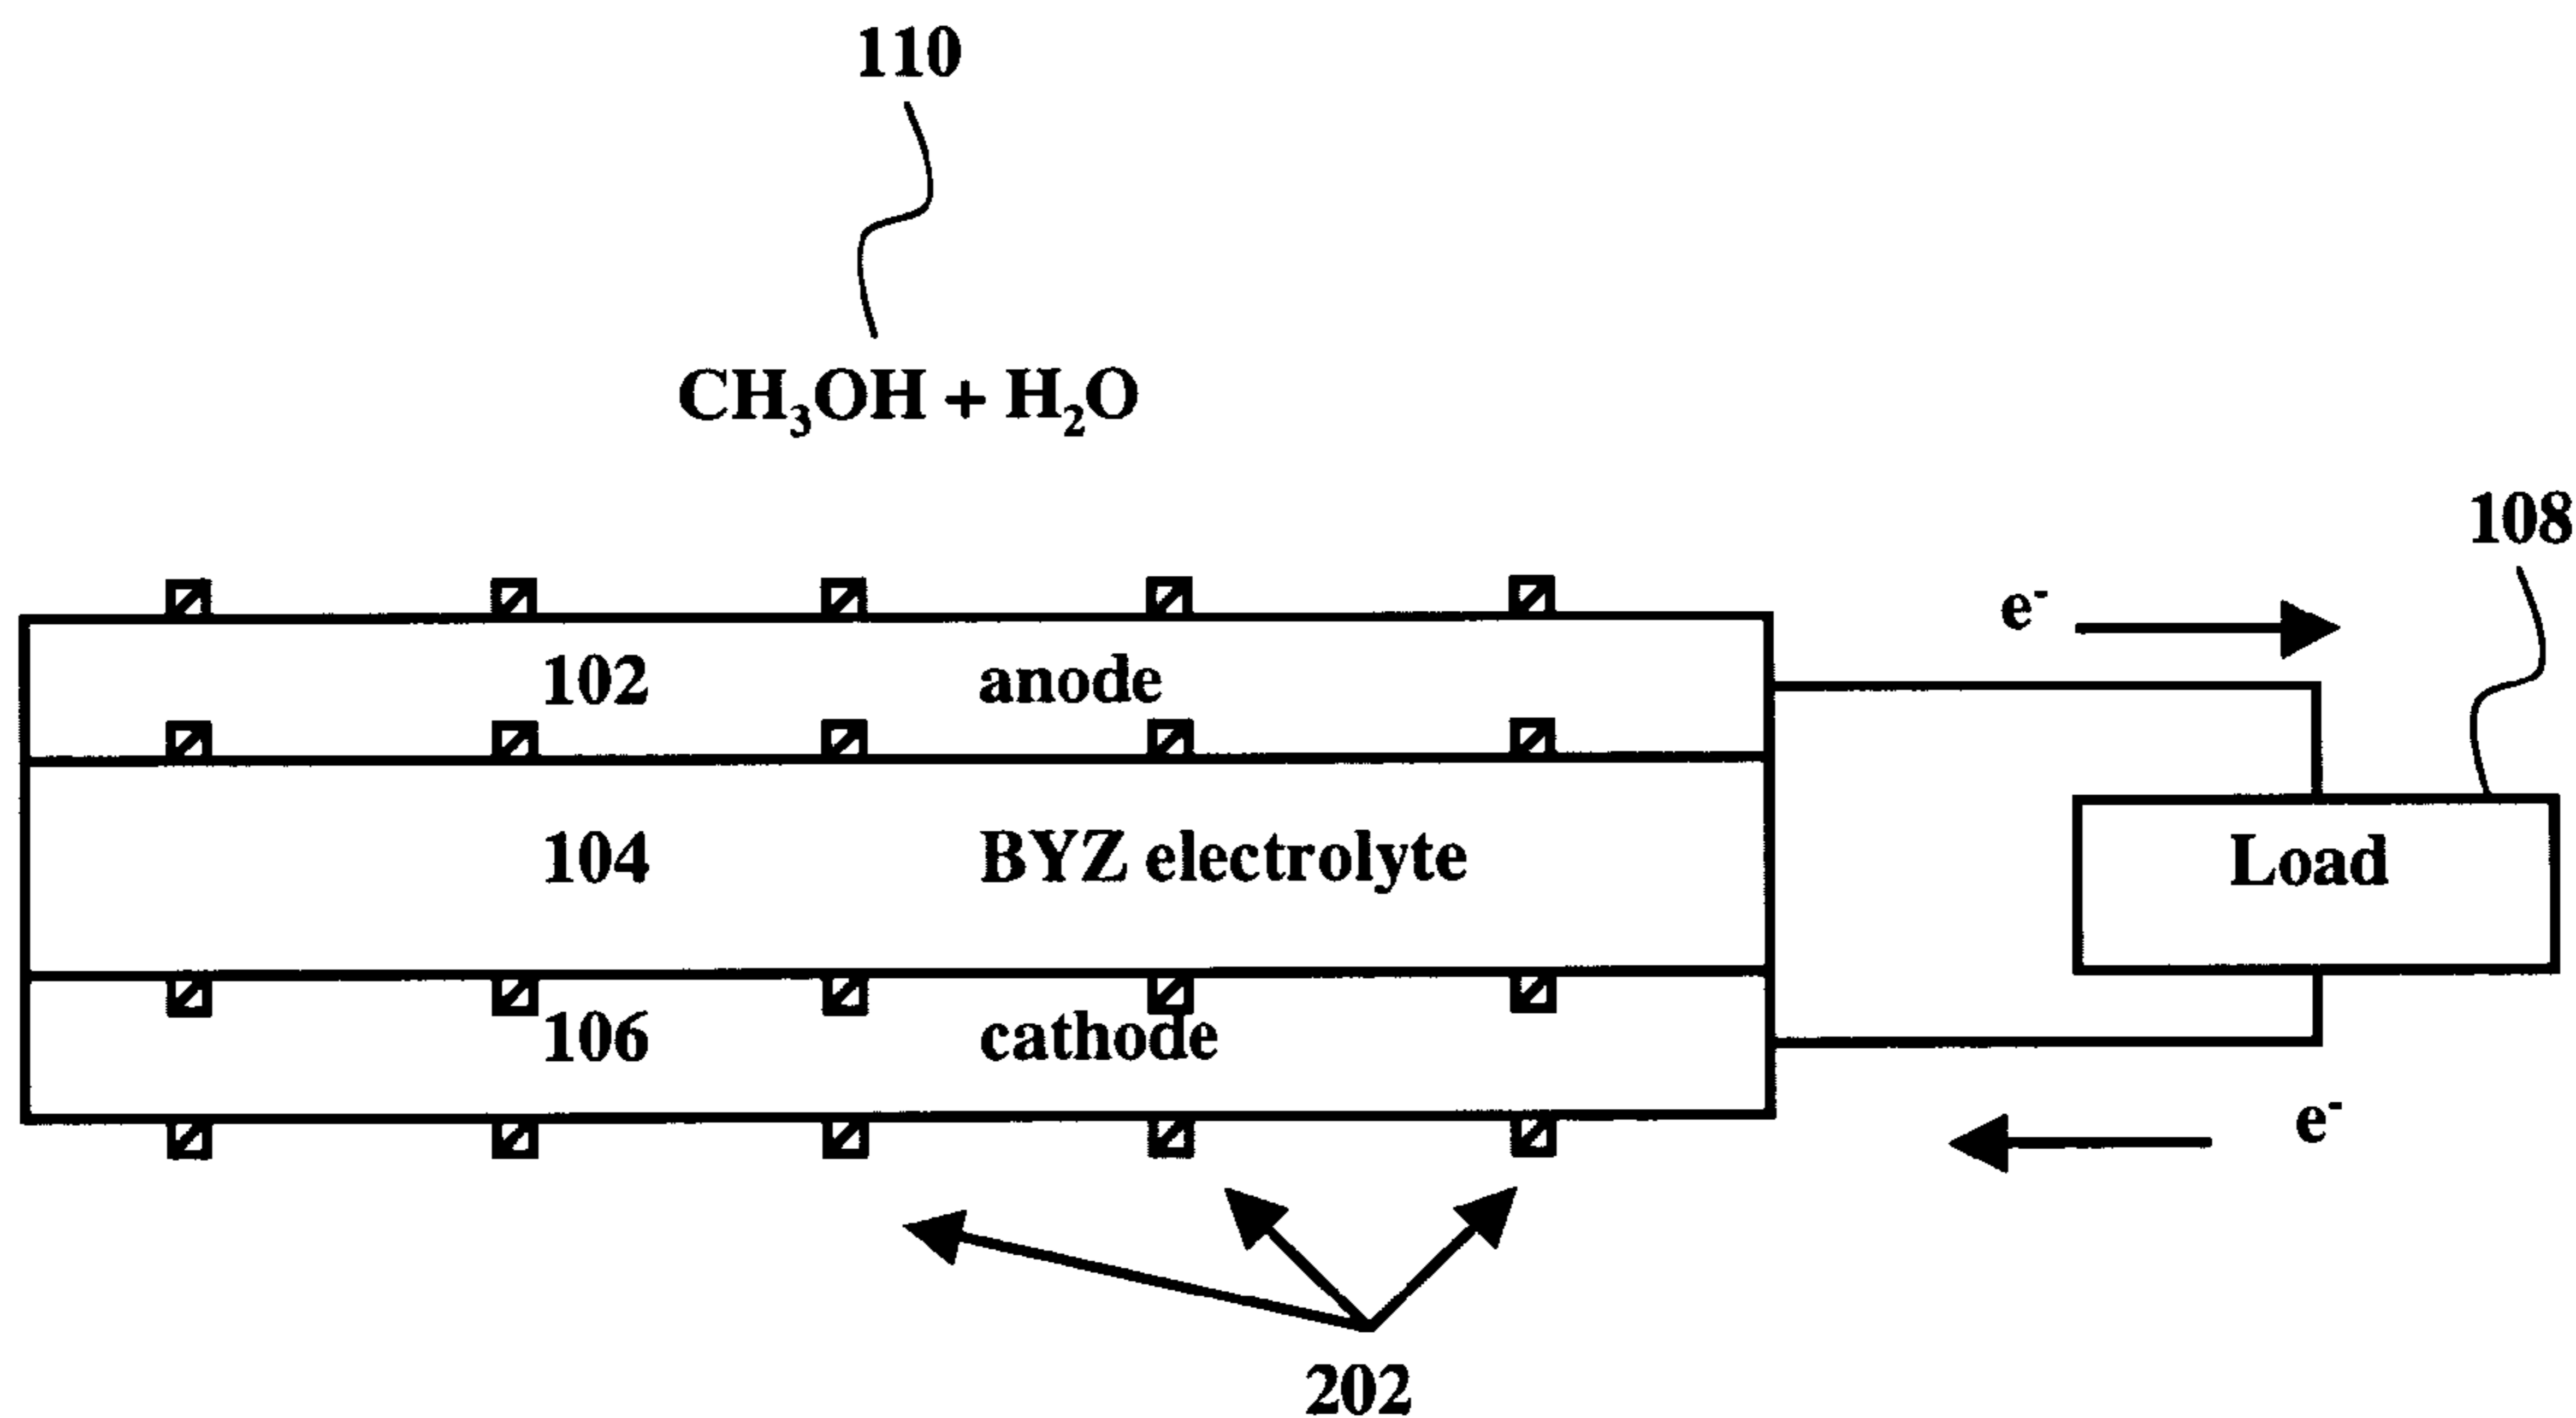 110
CH₃OH + H₂O
108
e⁻
102 anode
104 BYZ electrolyte
Load
106 cathode
e⁻
202